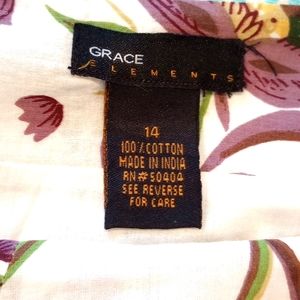 GRACE
ELEMENTS
14
100% COTTON
MADE IN INDIA
RN#50404
SEE REVERSE
FOR CARE